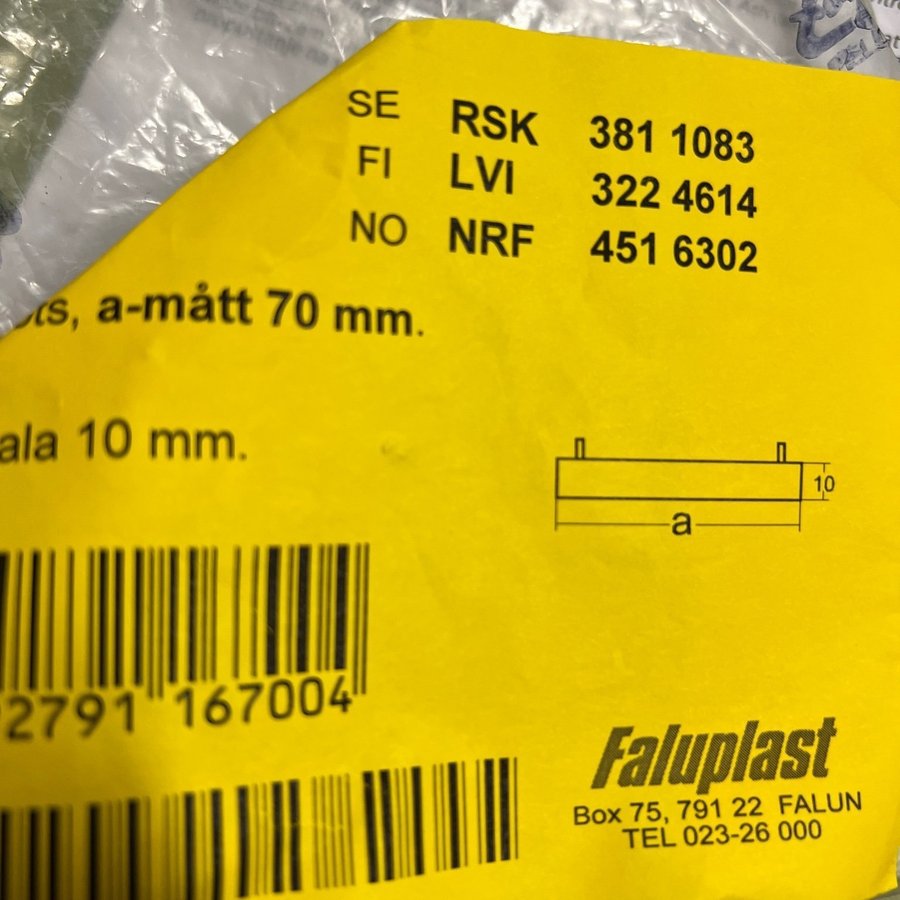 SE RSK 381 1083
FI LVI 322 4614
NO NRF 451 6302
a-mått 70 mm.
10 mm.
10
a
2791 167004
Faluplast
Box 75, 791 22 FALUN
TEL 023-26 000